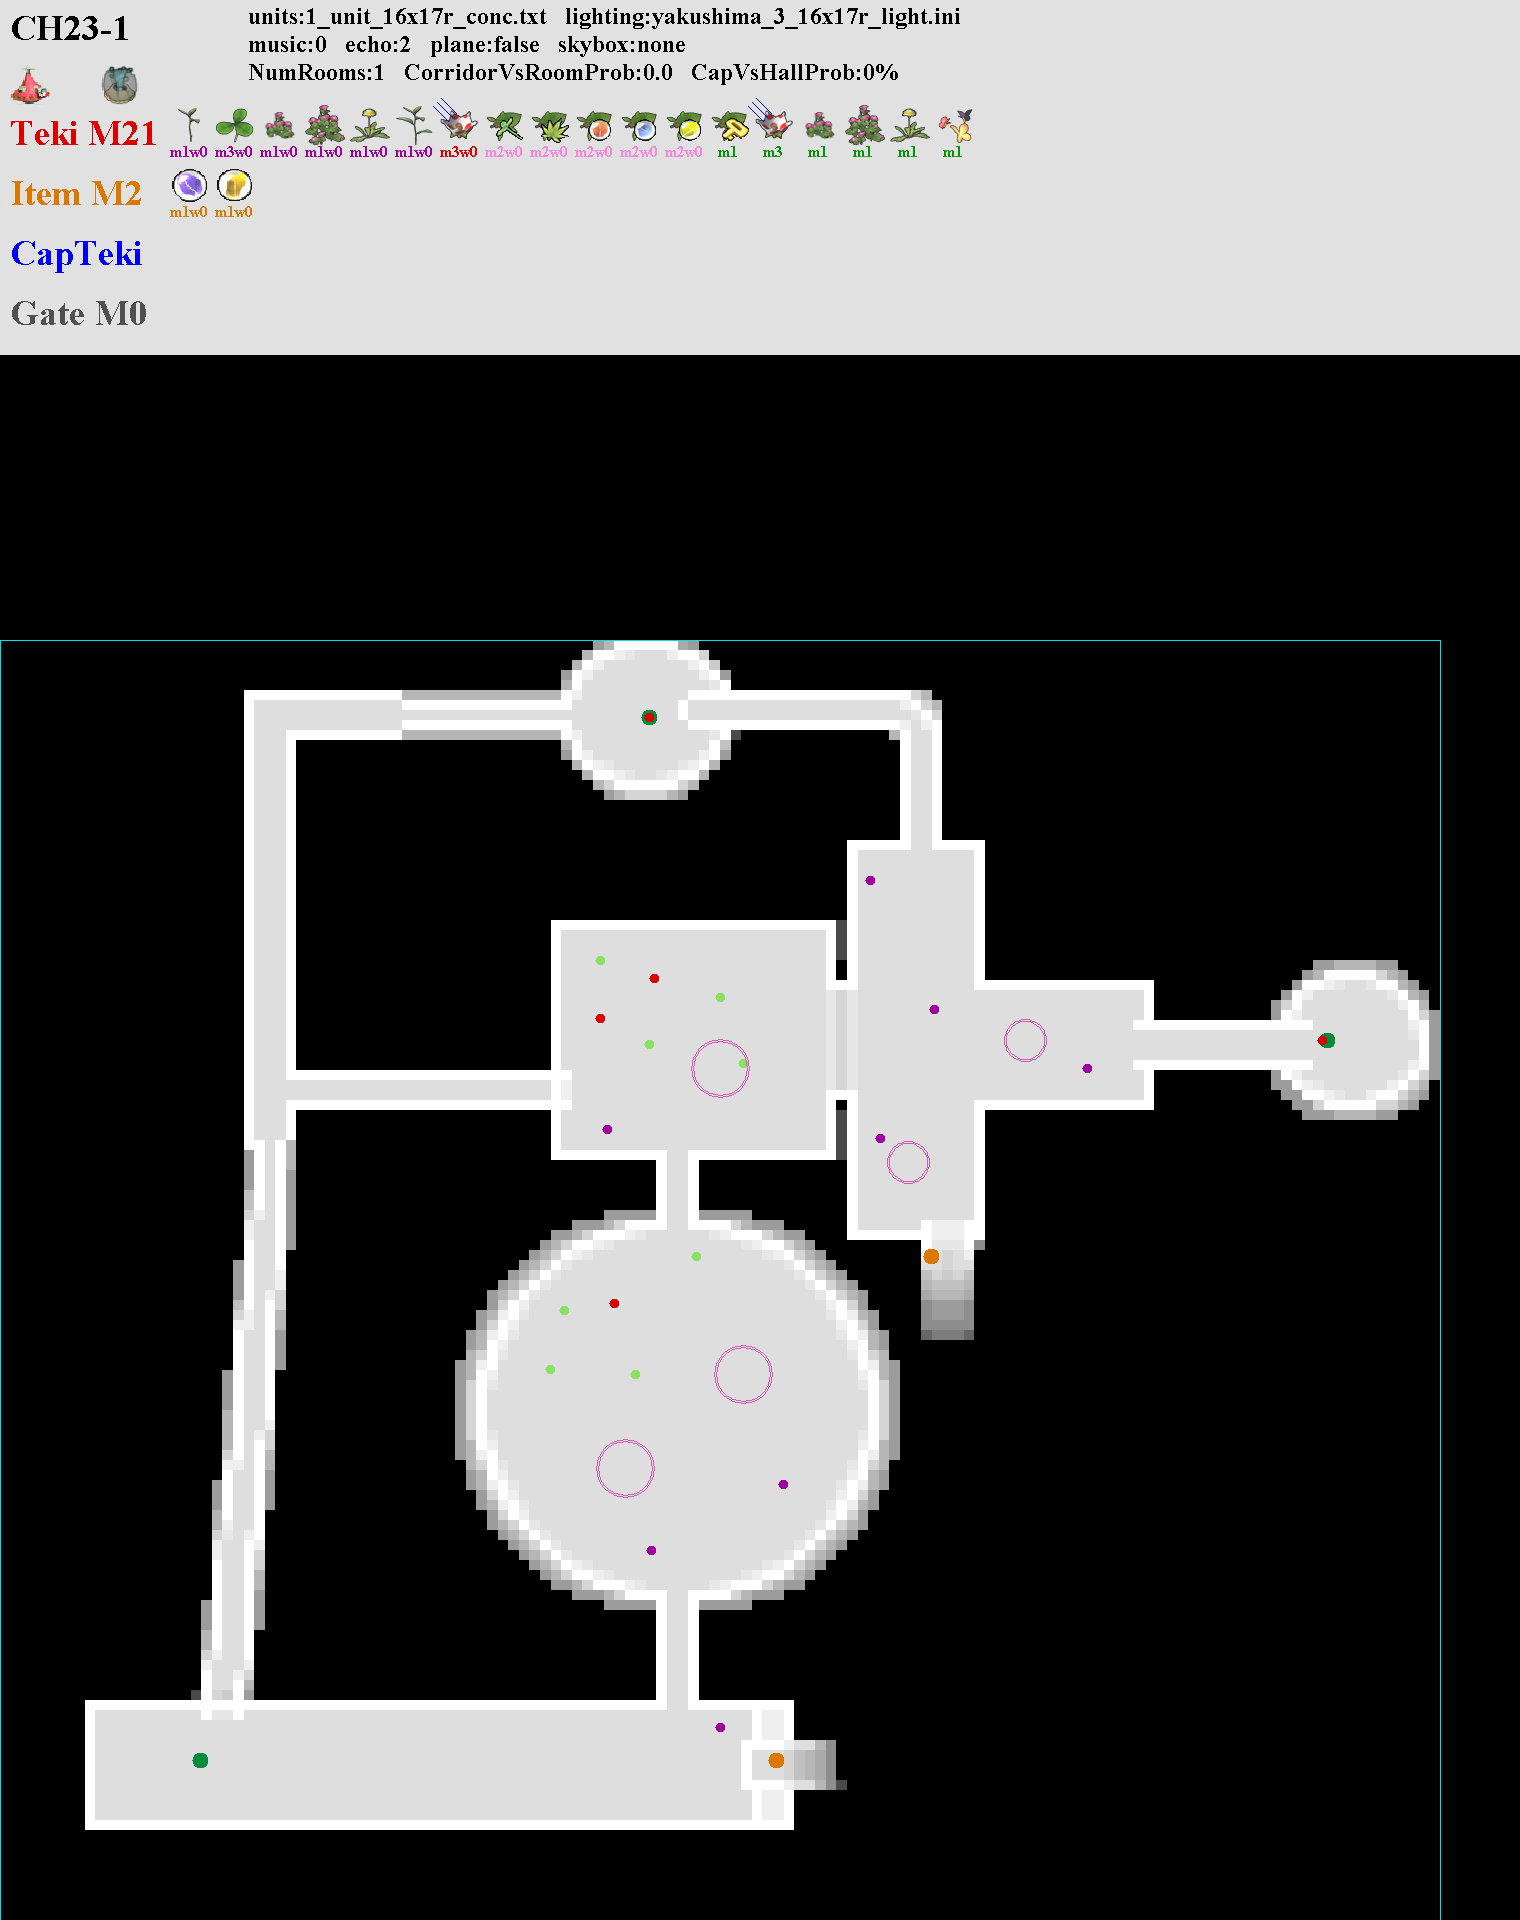 CH23-1
units:1_unit_16x17r_conc.txt lighting:yakushima_3_16x17r_light.ini
music:0 echo:2 plane:false skybox:none
NumRooms:1 CorridorVsRoomProb:0.0 CapVsHallProb:0%
Teki M21
m1w0 m3w0 m1w0 m1w0 m1w0 m1w0 m3w0 m2w0 m2w0 m2w0 m2w0 m2w0 m1 m3 m1 m1 m1 m1
Item M2
m1w0 m1w0
CapTeki
Gate M0